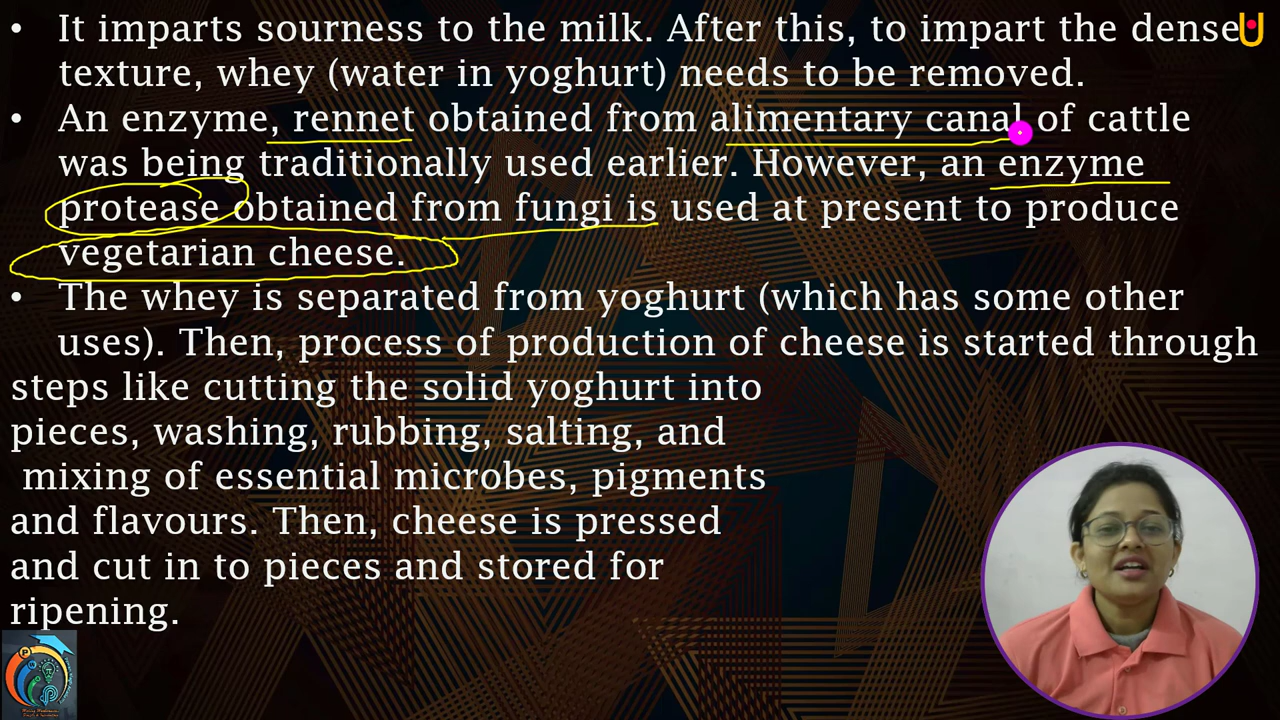 • It imparts sourness to the milk. After this, to impart the dense
texture, whey (water in yoghurt) needs to be removed.
• An enzyme, rennet obtained from alimentary canal of cattle
was being traditionally used earlier. However, an enzyme
protease obtained from fungi is used at present to produce
vegetarian cheese.
• The whey is separated from yoghurt (which has some other
uses). Then, process of production of cheese is started through
steps like cutting the solid yoghurt into
pieces, washing, rubbing, salting, and
mixing of essential microbes, pigments
and flavours. Then, cheese is pressed
and cut in to pieces and stored for
ripening.